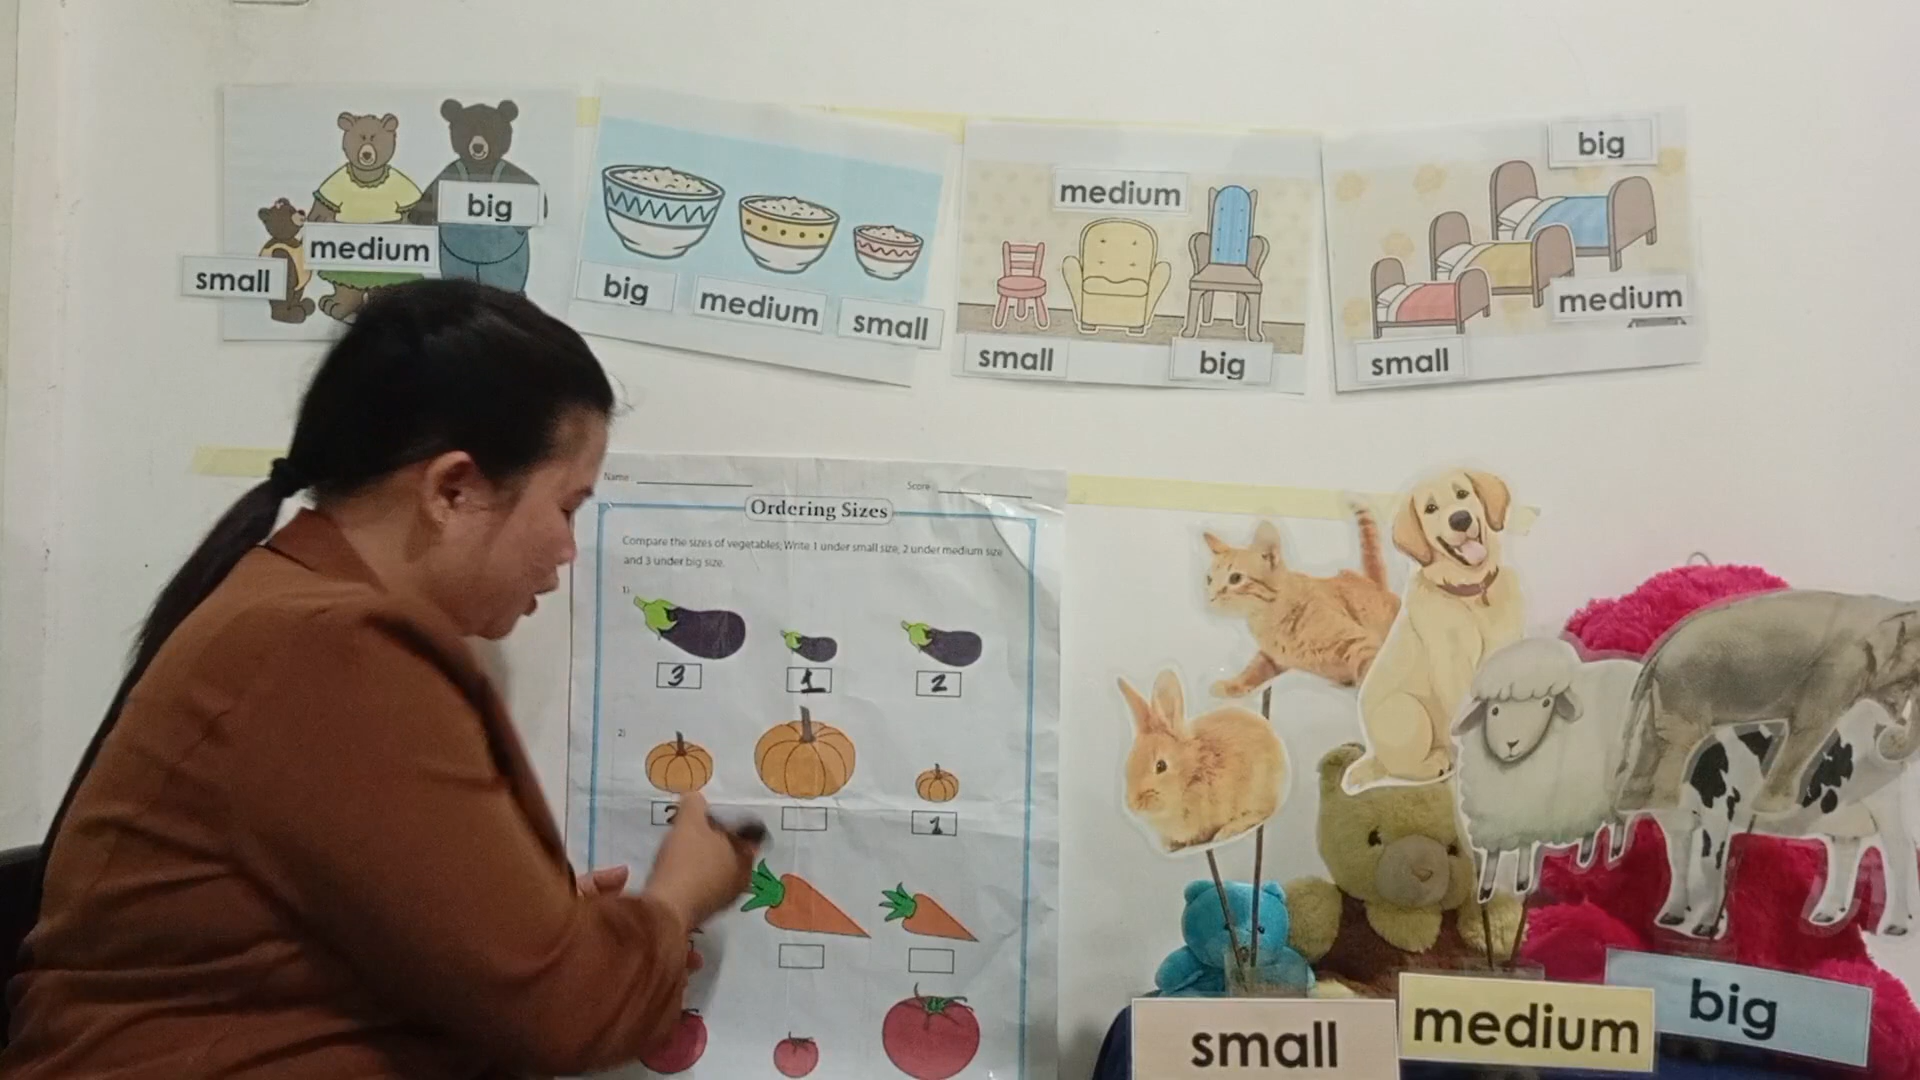 big
medium
small
big
medium
small
medium
small
big
big
medium
small
Name
Score
Ordering Sizes
Compare the sizes of vegetables; Write 1 under small size, 2 under medium size
and 3 under big size.
1)
3
1
2
2)
2
1
small
medium
big